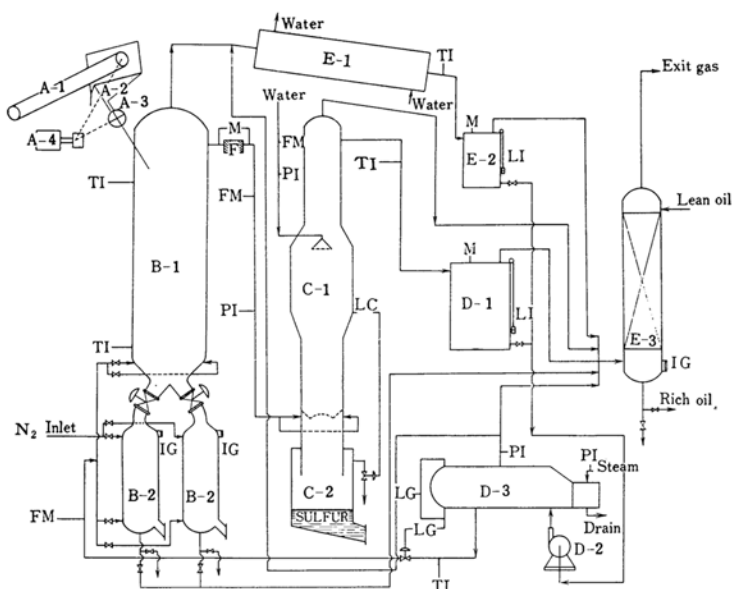 Water
E-1
TI
Water
Exit gas
A-1
A-2
A-3
A-4
Water
M
F
FM
FM
PI
TI
M
E-2
LI
TI
Lean oil
B-1
C-1
PI
LC
M
D-1
LI
TI
E-3
IG
Rich oil
N₂ Inlet
IG
IG
B-2
B-2
C-2
SULFUR
PI
PI
Steam
LG
D-3
Drain
LG
FM
D-2
TI